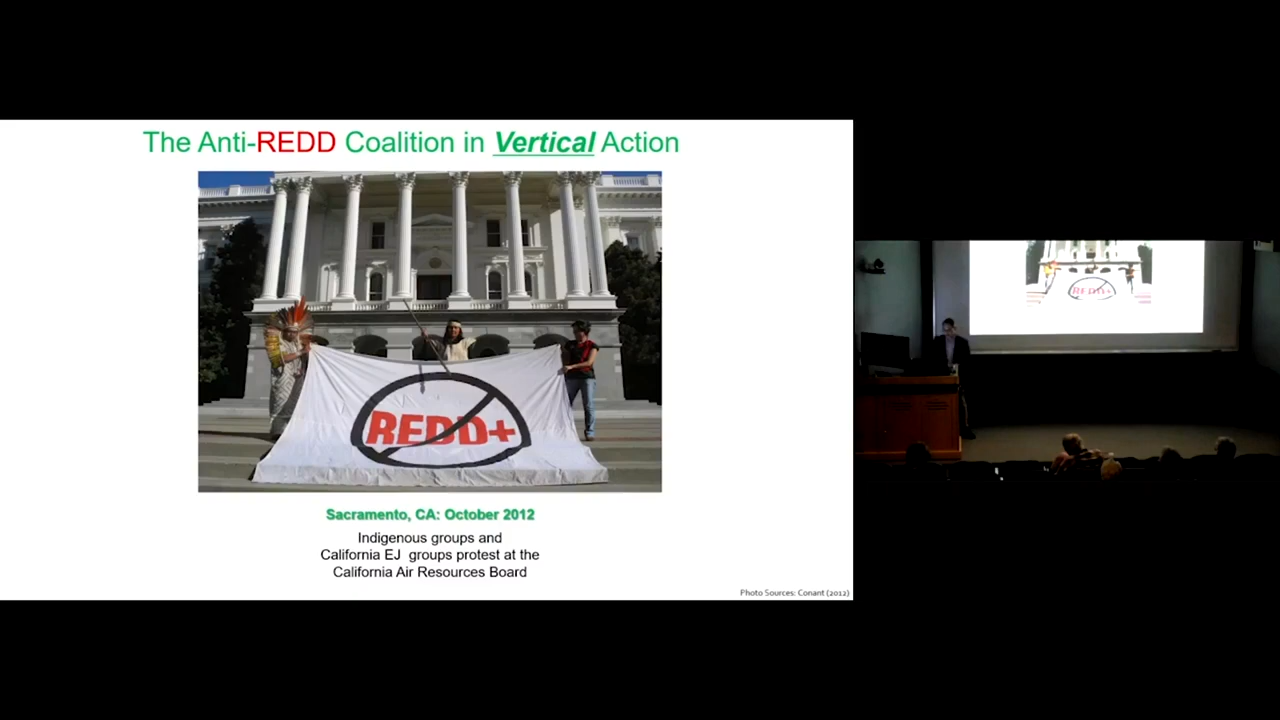 The Anti-REDD Coalition in Vertical Action
REDD+
Sacramento, CA: October 2012
Indigenous groups and
California EJ groups protest at the
California Air Resources Board
Photo Sources: Conant (2012)
REDD+